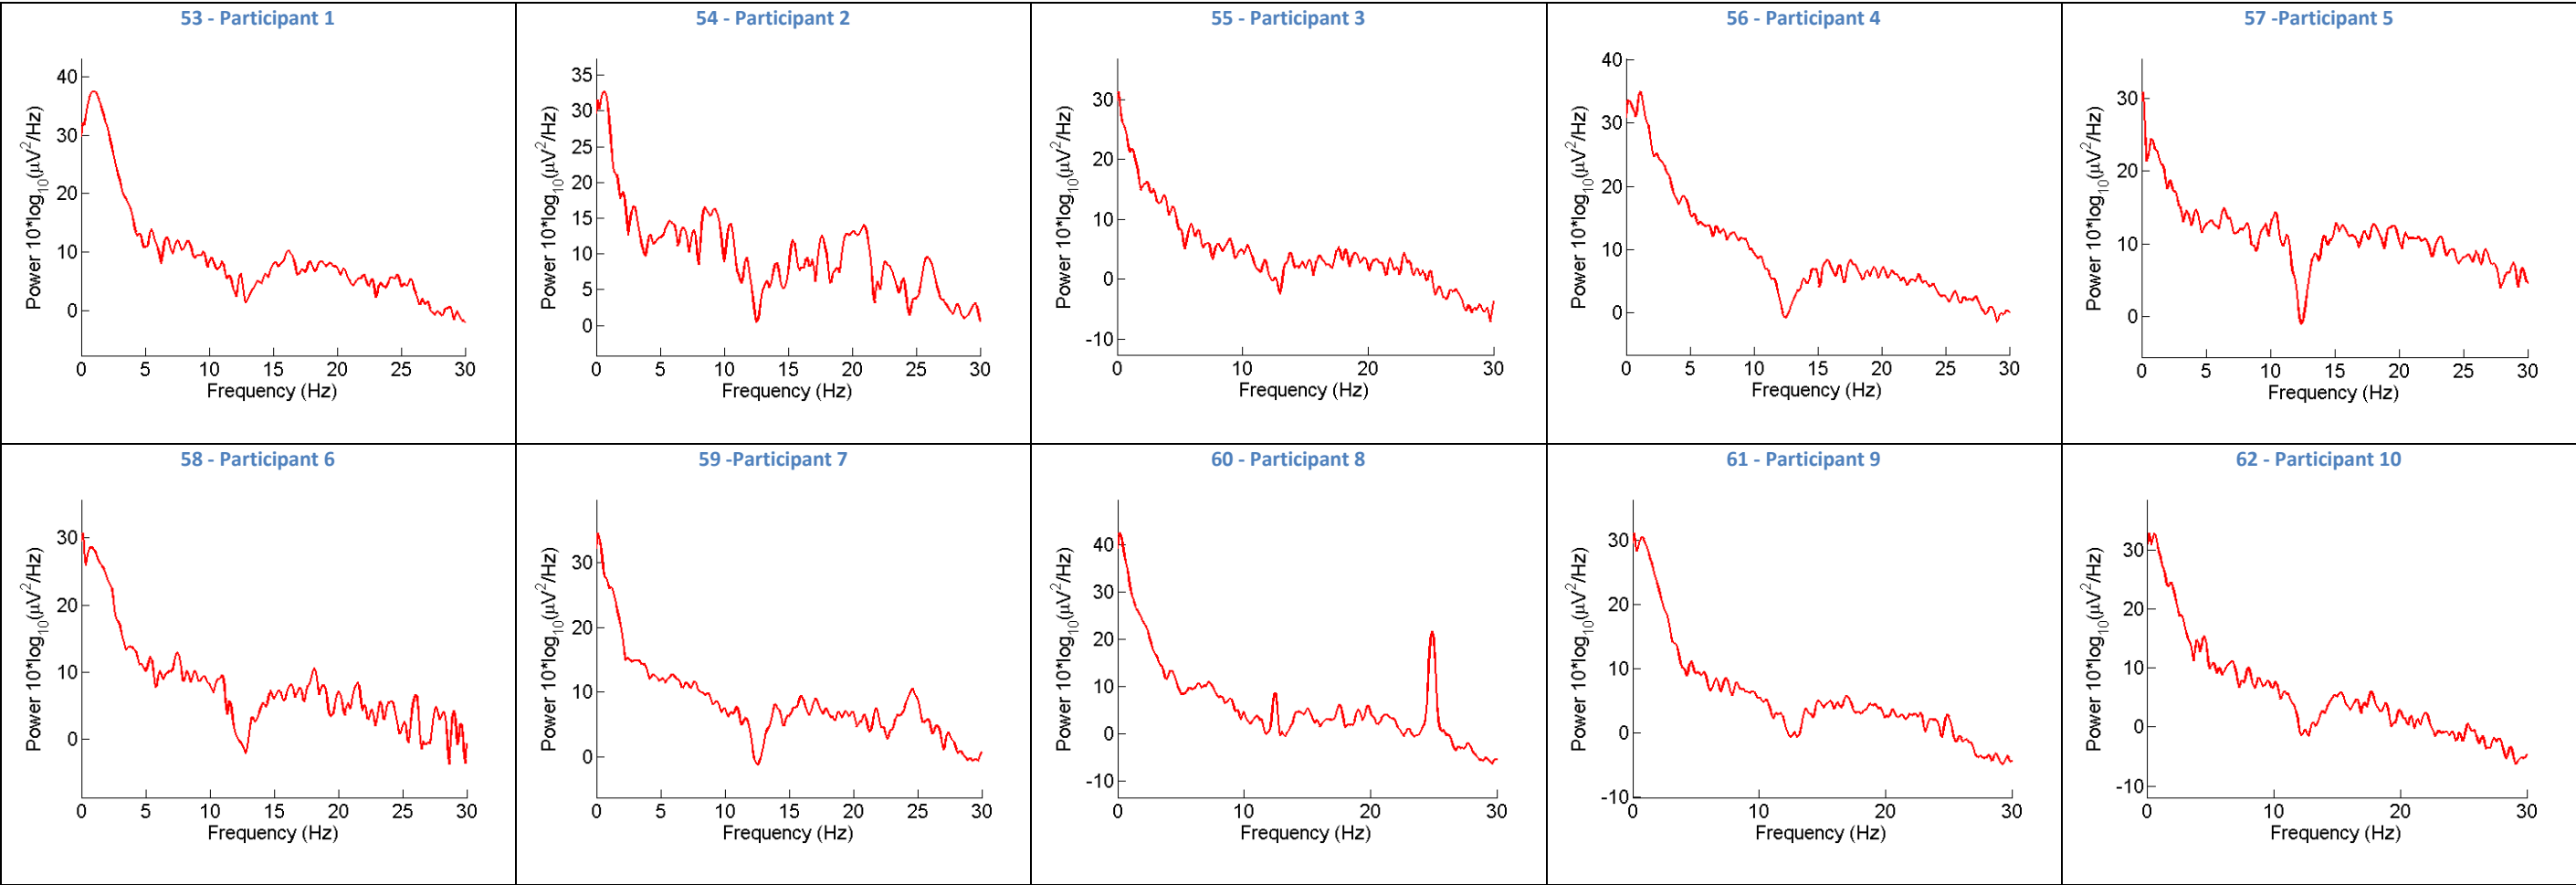 53 - Participant 1
40
30
20
10
0
0 5 10 15 20 25 30
Frequency (Hz)
Power 10*log10(μV2/Hz)
54 - Participant 2
35
30
25
20
15
10
5
0
0 5 10 15 20 25 30
Frequency (Hz)
Power 10*log10(μV2/Hz)
55 - Participant 3
30
20
10
0
-10
0 10 20 30
Frequency (Hz)
Power 10*log10(μV2/Hz)
56 - Participant 4
40
30
20
10
0
0 5 10 15 20 25 30
Frequency (Hz)
Power 10*log10(μV2/Hz)
57 -Participant 5
30
20
10
0
0 5 10 15 20 25 30
Frequency (Hz)
Power 10*log10(μV2/Hz)
58 - Participant 6
30
20
10
0
0 5 10 15 20 25 30
Frequency (Hz)
Power 10*log10(μV2/Hz)
59 -Participant 7
30
20
10
0
0 5 10 15 20 25 30
Frequency (Hz)
Power 10*log10(μV2/Hz)
60 - Participant 8
40
30
20
10
0
-10
0 10 20 30
Frequency (Hz)
Power 10*log10(μV2/Hz)
61 - Participant 9
30
20
10
0
-10
0 10 20 30
Frequency (Hz)
Power 10*log10(μV2/Hz)
62 - Participant 10
30
20
10
0
-10
0 10 20 30
Frequency (Hz)
Power 10*log10(μV2/Hz)